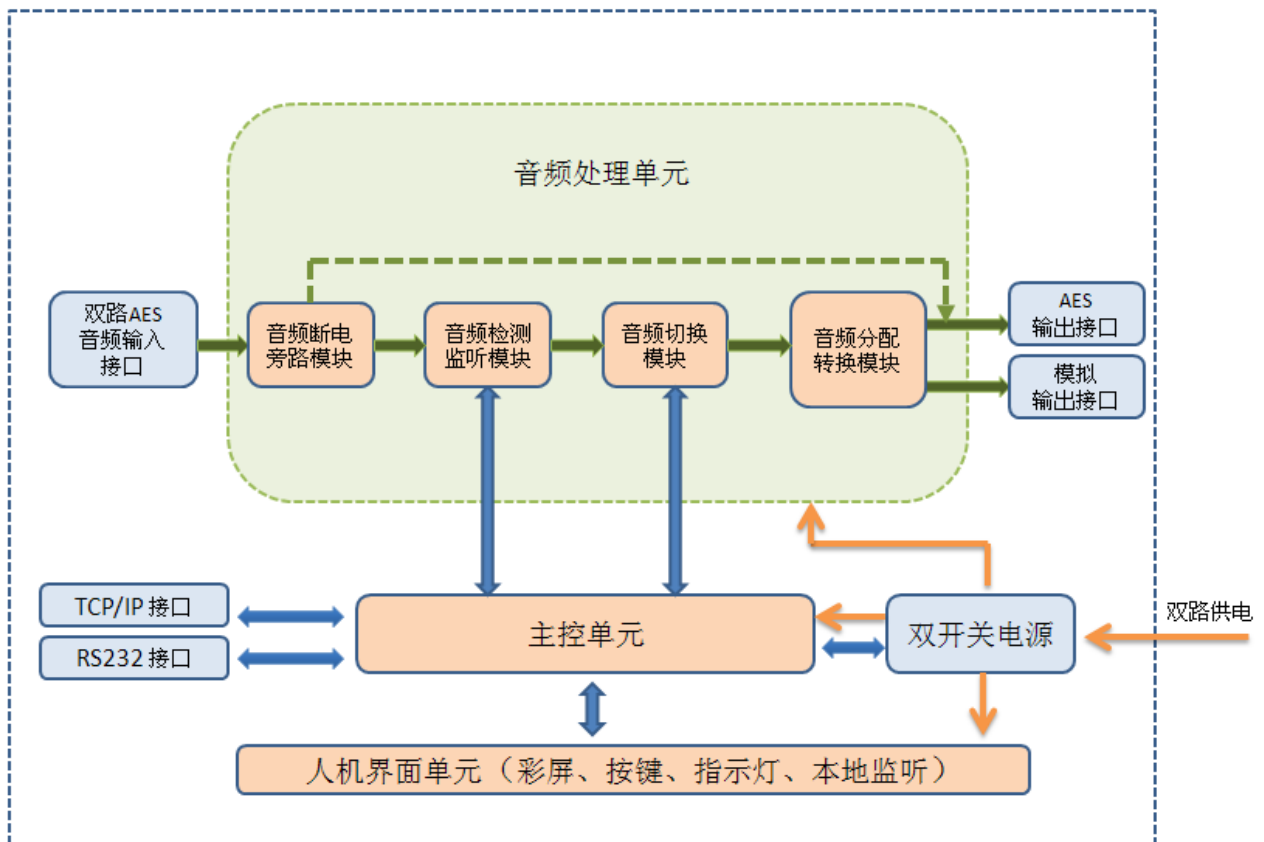 音频处理单元
双路AES
音频输入
接口
音频断电
旁路模块
音频检测
监听模块
音频切换
模块
音频分配
转换模块
AES
输出接口
模拟
输出接口
TCP/IP 接口
RS232 接口
主控单元
双开关电源
双路供电
人机界面单元（彩屏、按键、指示灯、本地监听）